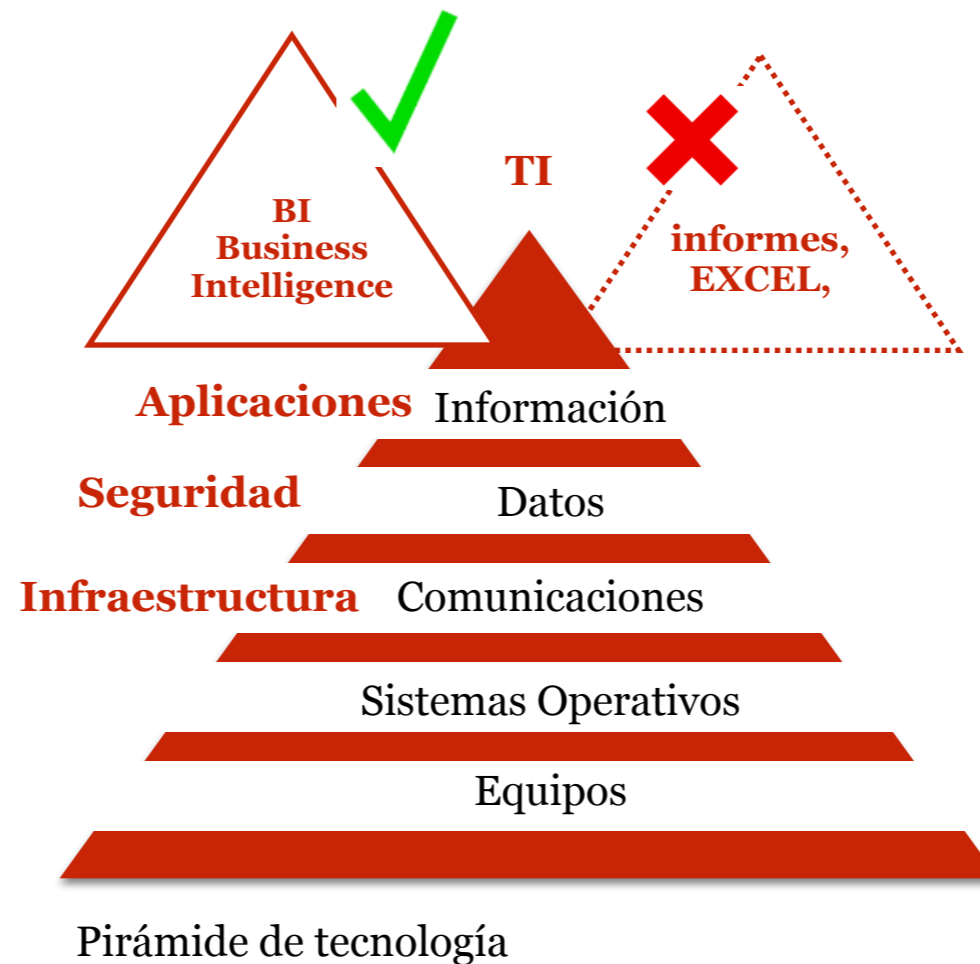 TI
BI
Business
Intelligence
informes,
EXCEL,
Aplicaciones
Información
Seguridad
Datos
Infraestructura
Comunicaciones
Sistemas Operativos
Equipos
Pirámide de tecnología